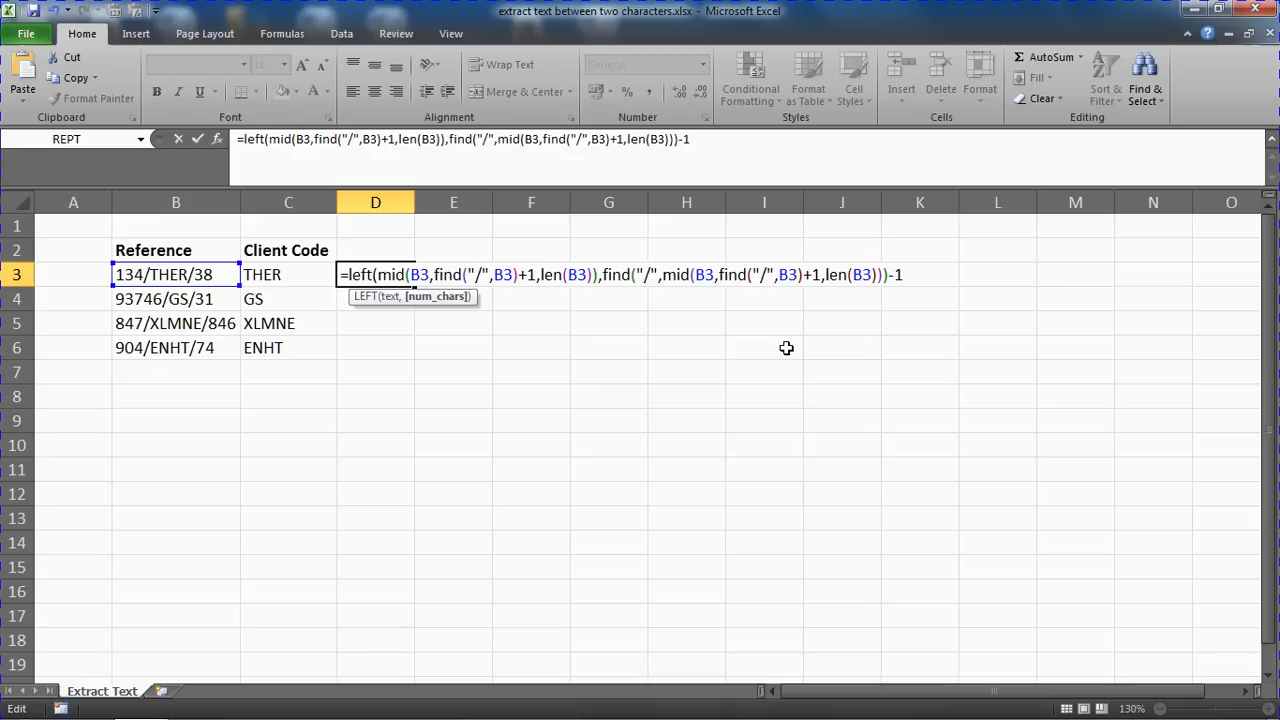 extract text between two characters.xlsx - Microsoft Excel
File Home Insert Page Layout Formulas Data Review View
Paste Cut Copy Format Painter Clipboard
B I U A A A Font
Wrap Text Merge & Center Alignment
General % , Number
Conditional Formatting Format as Table Cell Styles Styles
Insert Delete Format Cells
Σ AutoSum Fill Clear Sort & Filter Find & Select Editing
REPT fx =left(mid(B3,find("/",B3)+1,len(B3)),find("/",mid(B3,find("/",B3)+1,len(B3)))-1
A B C D E F G H I J K L M N O
1
2 Reference Client Code
3 134/THER/38 THER =left(mid(B3,find("/",B3)+1,len(B3)),find("/",mid(B3,find("/",B3)+1,len(B3)))-1
LEFT(text, [num_chars])
4 93746/GS/31 GS
5 847/XLMNE/846 XLMNE
6 904/ENHT/74 ENHT
7
8
9
10
11
12
13
14
15
16
17
18
19
Extract Text
Edit 130%